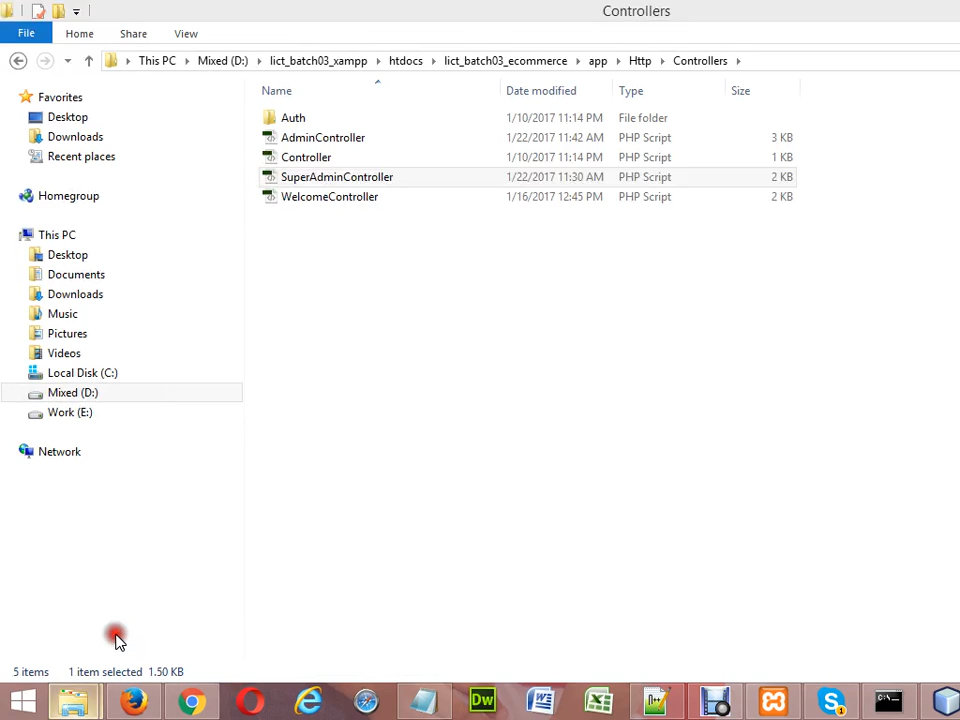 Controllers
File Home Share View
This PC Mixed (D:) lict_batch03_xampp htdocs lict_batch03_ecommerce app Http Controllers
Name Date modified Type Size
Favorites
Desktop
Downloads
Recent places
Homegroup
This PC
Desktop
Documents
Downloads
Music
Pictures
Videos
Local Disk (C:)
Mixed (D:)
Work (E:)
Network
Auth 1/10/2017 11:14 PM File folder
AdminController 1/22/2017 11:42 AM PHP Script 3 KB
Controller 1/10/2017 11:14 PM PHP Script 1 KB
SuperAdminController 1/22/2017 11:30 AM PHP Script 2 KB
WelcomeController 1/16/2017 12:45 PM PHP Script 2 KB
5 items 1 item selected 1.50 KB
Dw